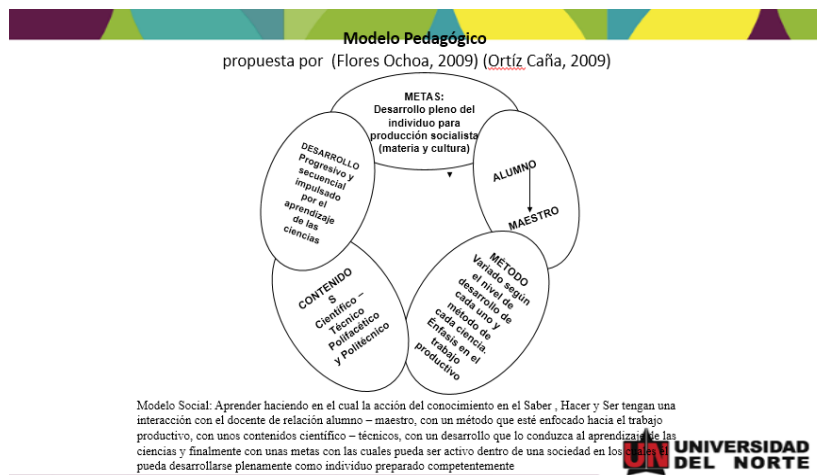 Modelo Pedagógico
propuesta por (Flores Ochoa, 2009) (Ortíz Caña, 2009)
METAS:
Desarrollo pleno del
individuo para
producción socialista
(materia y cultura)
ALUMNO
MAESTRO
MÉTODO
Variado según
el nivel de
desarrollo de
cada uno y
método de
cada ciencia.
Énfasis en el
trabajo
productivo
CONTENIDO
S
Científico –
Técnico
Polifacético
y Politécnico
DESARROLLO
Progresivo y
secuencial
impulsado
por el
aprendizaje
de las
ciencias
Modelo Social: Aprender haciendo en el cual la acción del conocimiento en el Saber , Hacer y Ser tengan una
interacción con el docente de relación alumno – maestro, con un método que esté enfocado hacia el trabajo
productivo, con unos contenidos científico – técnicos, con un desarrollo que lo conduzca al aprendizaje de las
ciencias y finalmente con unas metas con las cuales pueda ser activo dentro de una sociedad en los cuales el
pueda desarrollarse plenamente como individuo preparado competentemente
UN UNIVERSIDAD
DEL NORTE